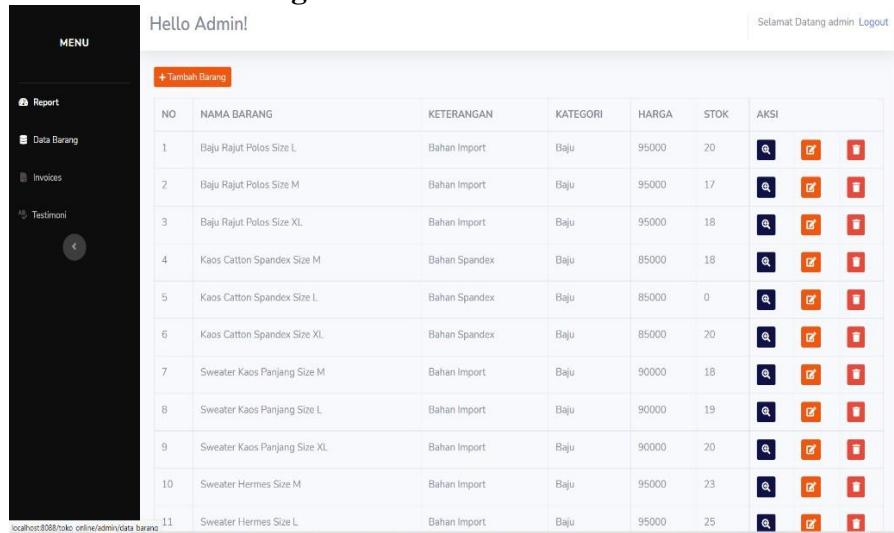 Hello Admin!
Selamat Datang admin Logout
MENU
Report
Data Barang
Invoices
Testimoni
+ Tambah Barang
NO NAMA BARANG KETERANGAN KATEGORI HARGA STOK AKSI
1 Baju Rajut Polos Size L Bahan Import Baju 95000 20
2 Baju Rajut Polos Size M Bahan Import Baju 95000 17
3 Baju Rajut Polos Size XL Bahan Import Baju 95000 18
4 Kaos Catton Spandex Size M Bahan Spandex Baju 85000 18
5 Kaos Catton Spandex Size L Bahan Spandex Baju 85000 0
6 Kaos Catton Spandex Size XL Bahan Spandex Baju 85000 20
7 Sweater Kaos Panjang Size M Bahan Import Baju 90000 18
8 Sweater Kaos Panjang Size L Bahan Import Baju 90000 19
9 Sweater Kaos Panjang Size XL Bahan Import Baju 90000 20
10 Sweater Hermes Size M Bahan Import Baju 95000 23
11 Sweater Hermes Size L Bahan Import Baju 95000 25
localhost:8088/toko_online/admin/data_barang